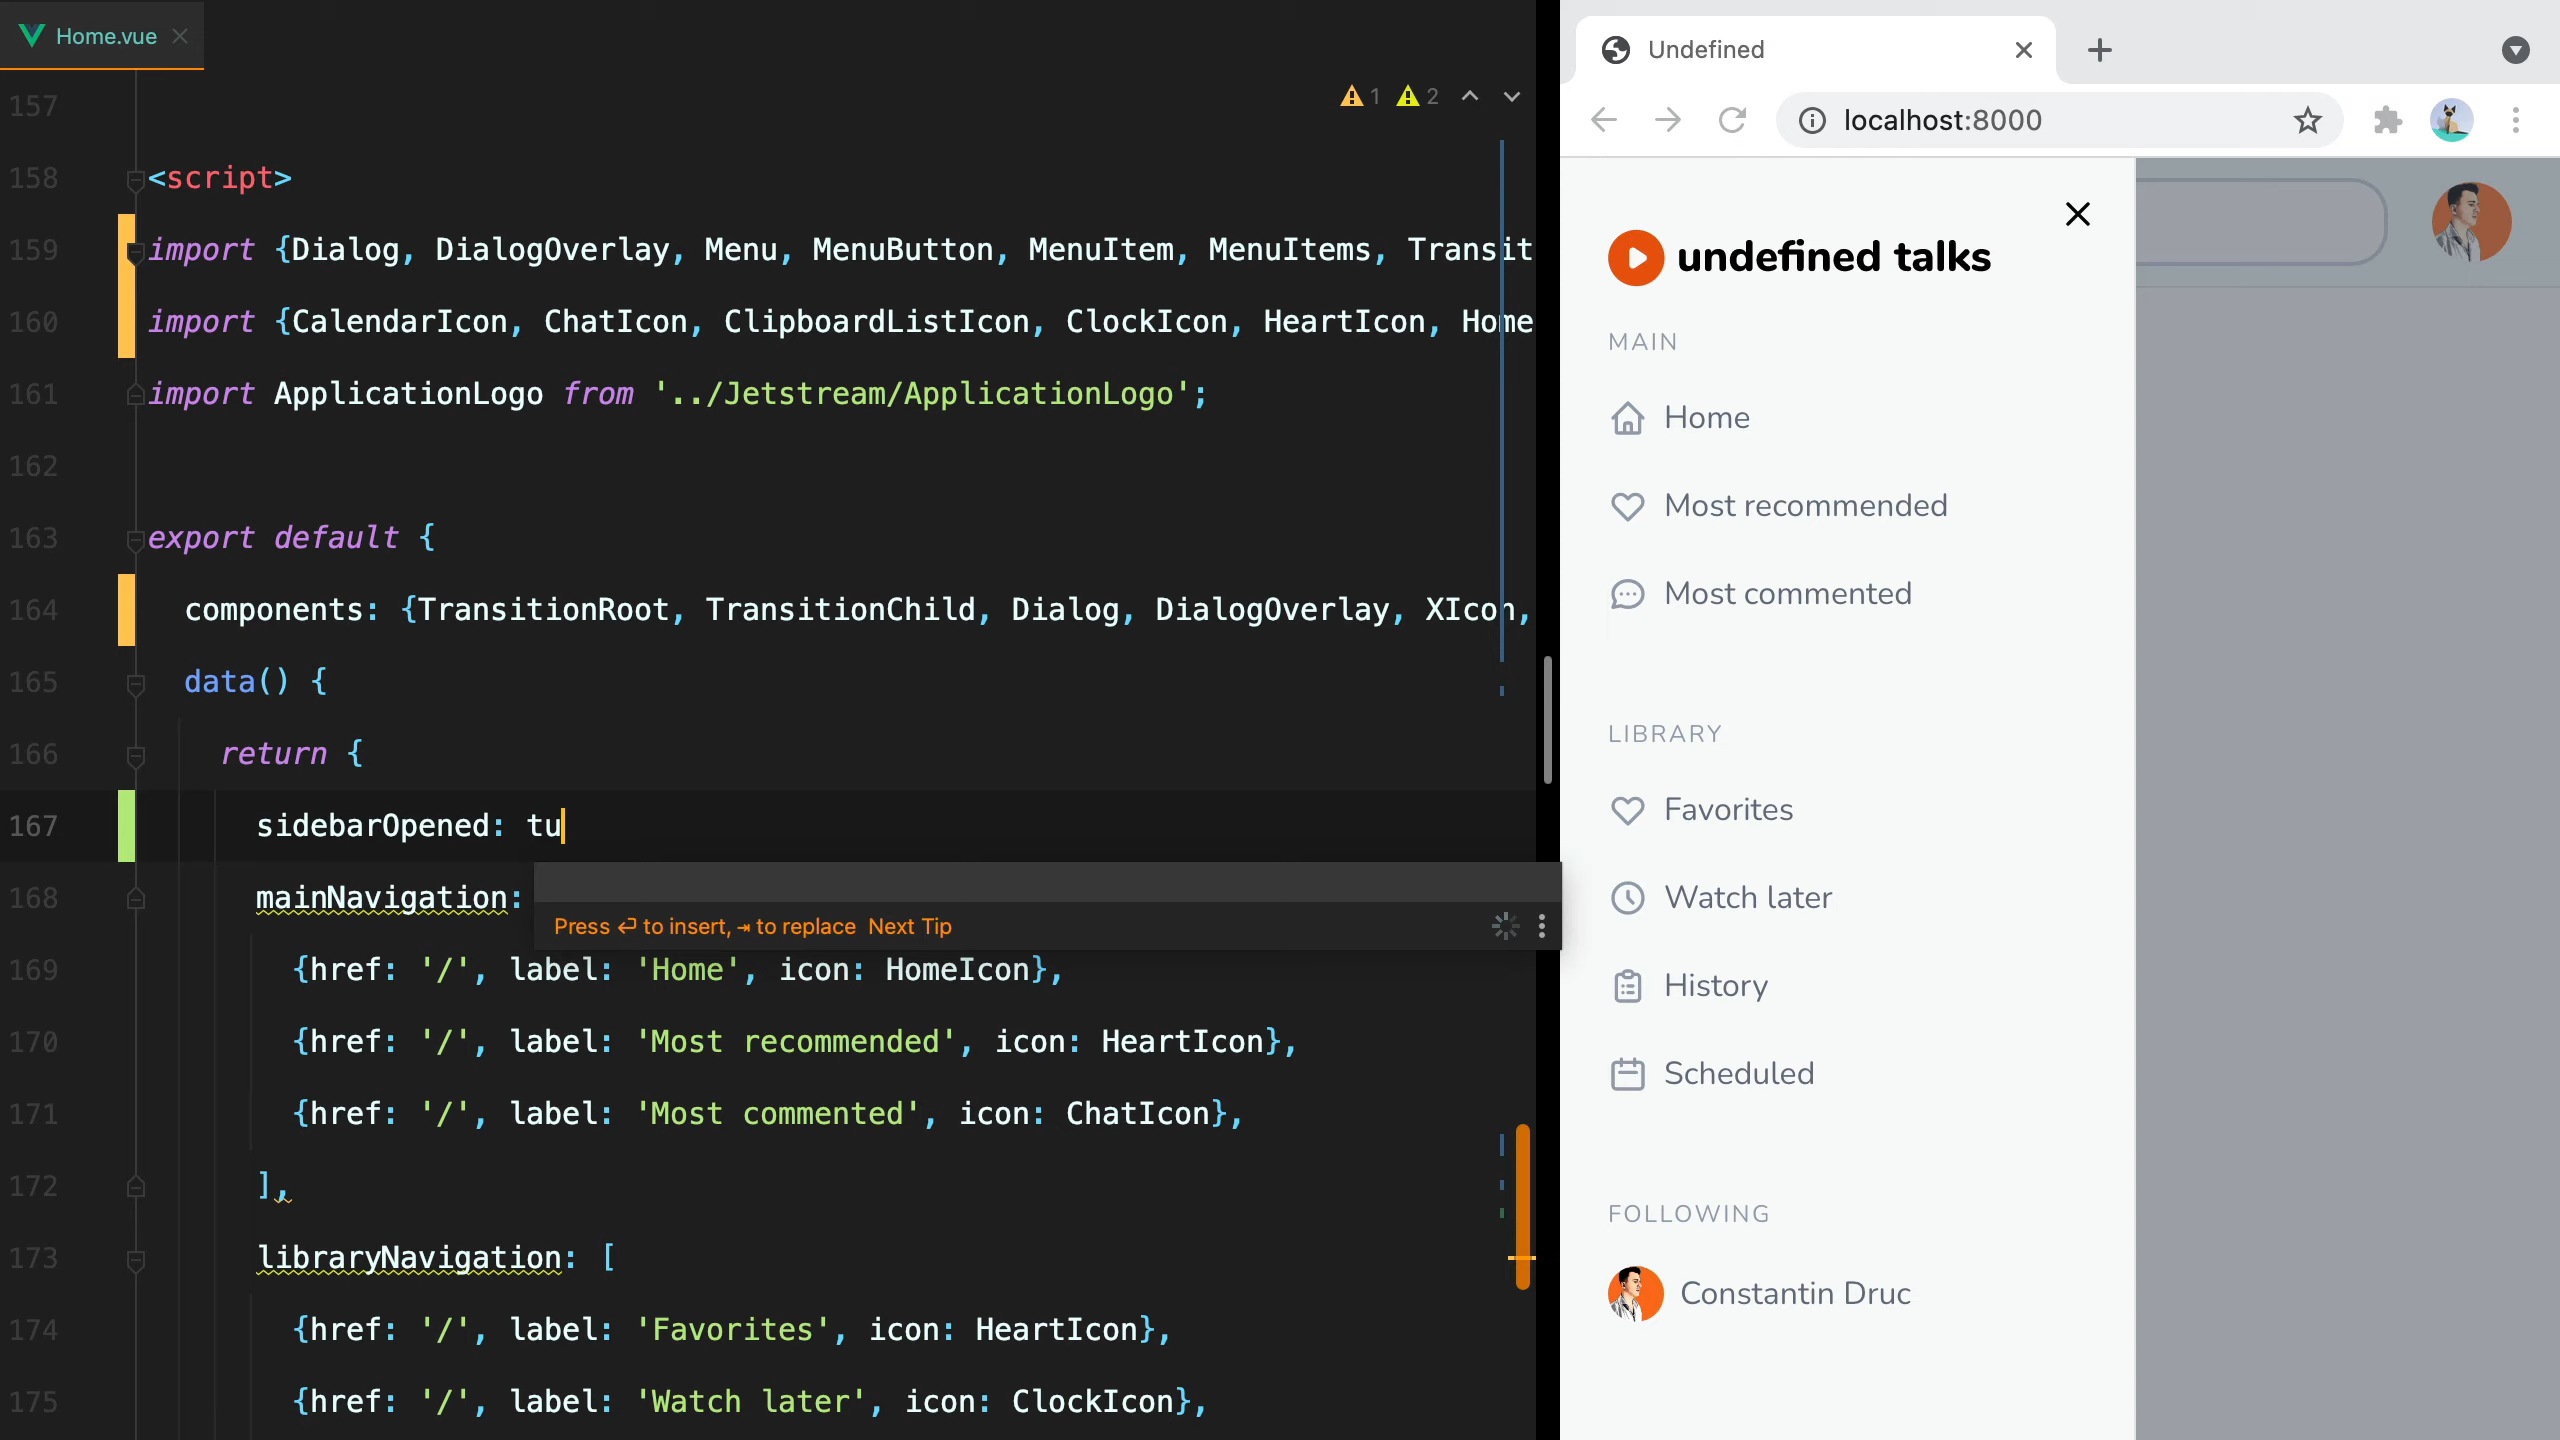 Home.vue
1 2
157
158 <script>
159 import {Dialog, DialogOverlay, Menu, MenuButton, MenuItem, MenuItems, Transit
160 import {CalendarIcon, ChatIcon, ClipboardListIcon, ClockIcon, HeartIcon, Home
161 import ApplicationLogo from '../Jetstream/ApplicationLogo';
162
163 export default {
164 components: {TransitionRoot, TransitionChild, Dialog, DialogOverlay, XIcon,
165 data() {
166 return {
167 sidebarOpened: tu
168 mainNavigation:
Press ⏎ to insert, ⇥ to replace Next Tip
169 {href: '/', label: 'Home', icon: HomeIcon},
170 {href: '/', label: 'Most recommended', icon: HeartIcon},
171 {href: '/', label: 'Most commented', icon: ChatIcon},
172 ],
173 libraryNavigation: [
174 {href: '/', label: 'Favorites', icon: HeartIcon},
175 {href: '/', label: 'Watch later', icon: ClockIcon},
Undefined
localhost:8000
undefined talks
MAIN
Home
Most recommended
Most commented
LIBRARY
Favorites
Watch later
History
Scheduled
FOLLOWING
Constantin Druc